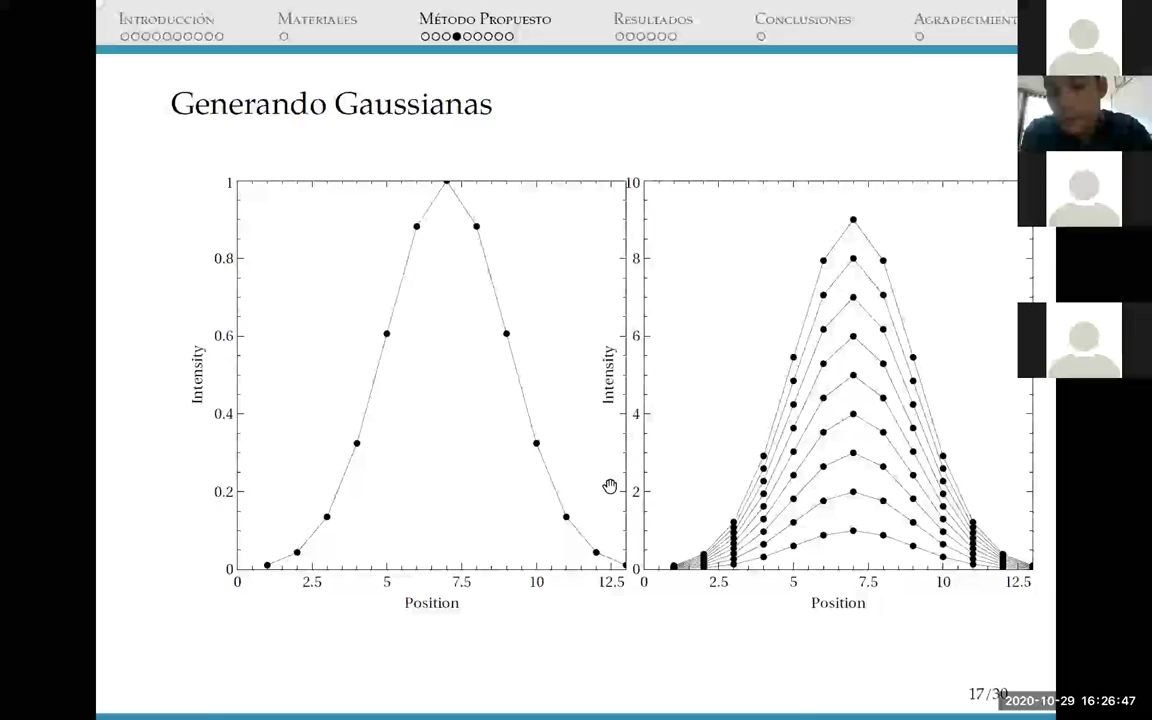 INTRODUCCIÓN MATERIALES MÉTODO PROPUESTO RESULTADOS CONCLUSIONES
Generando Gaussianas
1
0.8
0.6
0.4
0.2
0
Intensity
0 2.5 5 7.5 10 12.5
Position
10
8
6
4
2
0
Intensity
0 2.5 5 7.5 10 12.5
Position
17/30
2020-10-29 16:26:47